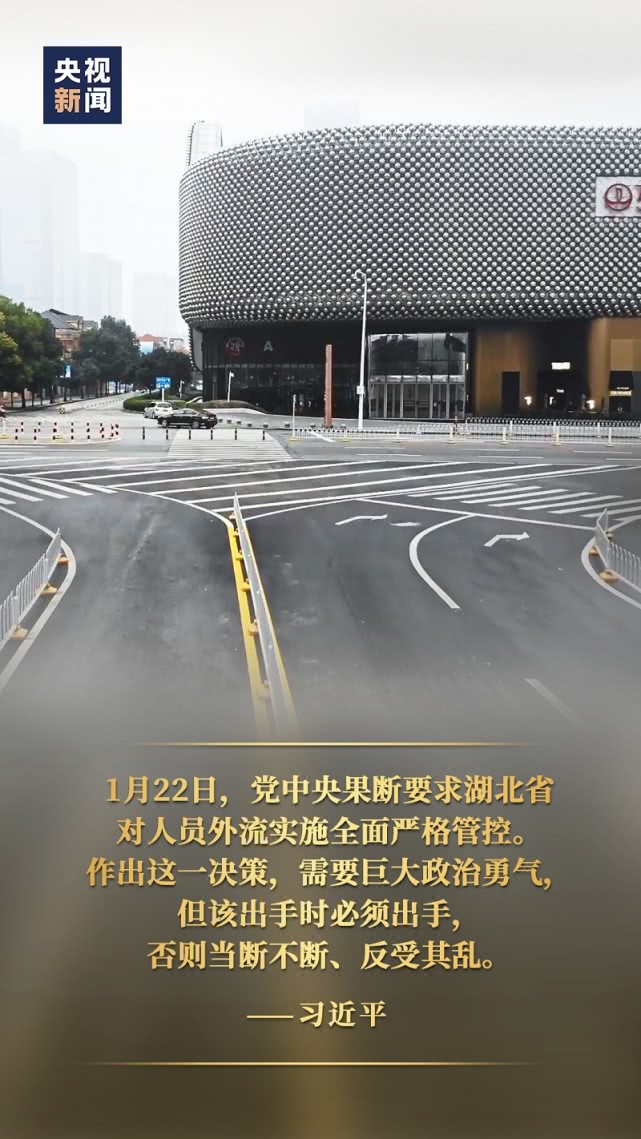 央视
新闻
A
1月22日，党中央果断要求湖北省
对人员外流实施全面严格管控。
作出这一决策，需要巨大政治勇气，
但该出手时必须出手，
否则当断不断、反受其乱。
——习近平